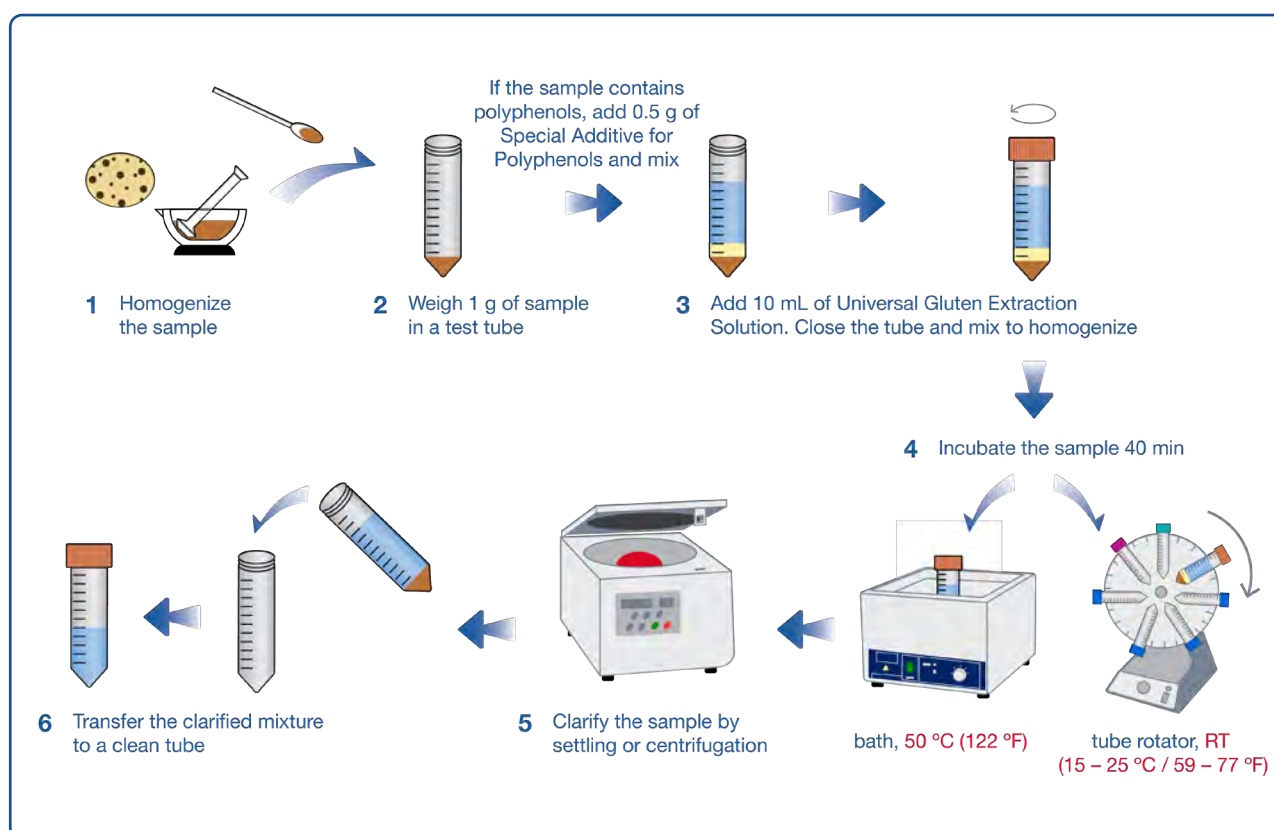 If the sample contains
polyphenols, add 0.5 g of
Special Additive for
Polyphenols and mix
1 Homogenize
the sample
2 Weigh 1 g of sample
in a test tube
3 Add 10 mL of Universal Gluten Extraction
Solution. Close the tube and mix to homogenize
4 Incubate the sample 40 min
bath, 50 ºC (122 ºF)
tube rotator, RT
(15 – 25 ºC / 59 – 77 ºF)
5 Clarify the sample by
settling or centrifugation
6 Transfer the clarified mixture
to a clean tube